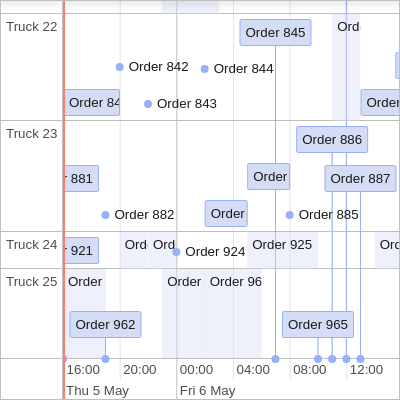 Truck 22
Order 845
Ord
Order 842
Order 844
Order 84
Order 843
Order
Truck 23
Order 886
881
Order
Order 887
Order 882
Order
Order 885
Truck 24
921
Ord
Ord
Order 924
Order 925
Ord
Truck 25
Order
Order
Order 96
Order 962
Order 965
16:00
20:00
00:00
04:00
08:00
12:00
Thu 5 May
Fri 6 May